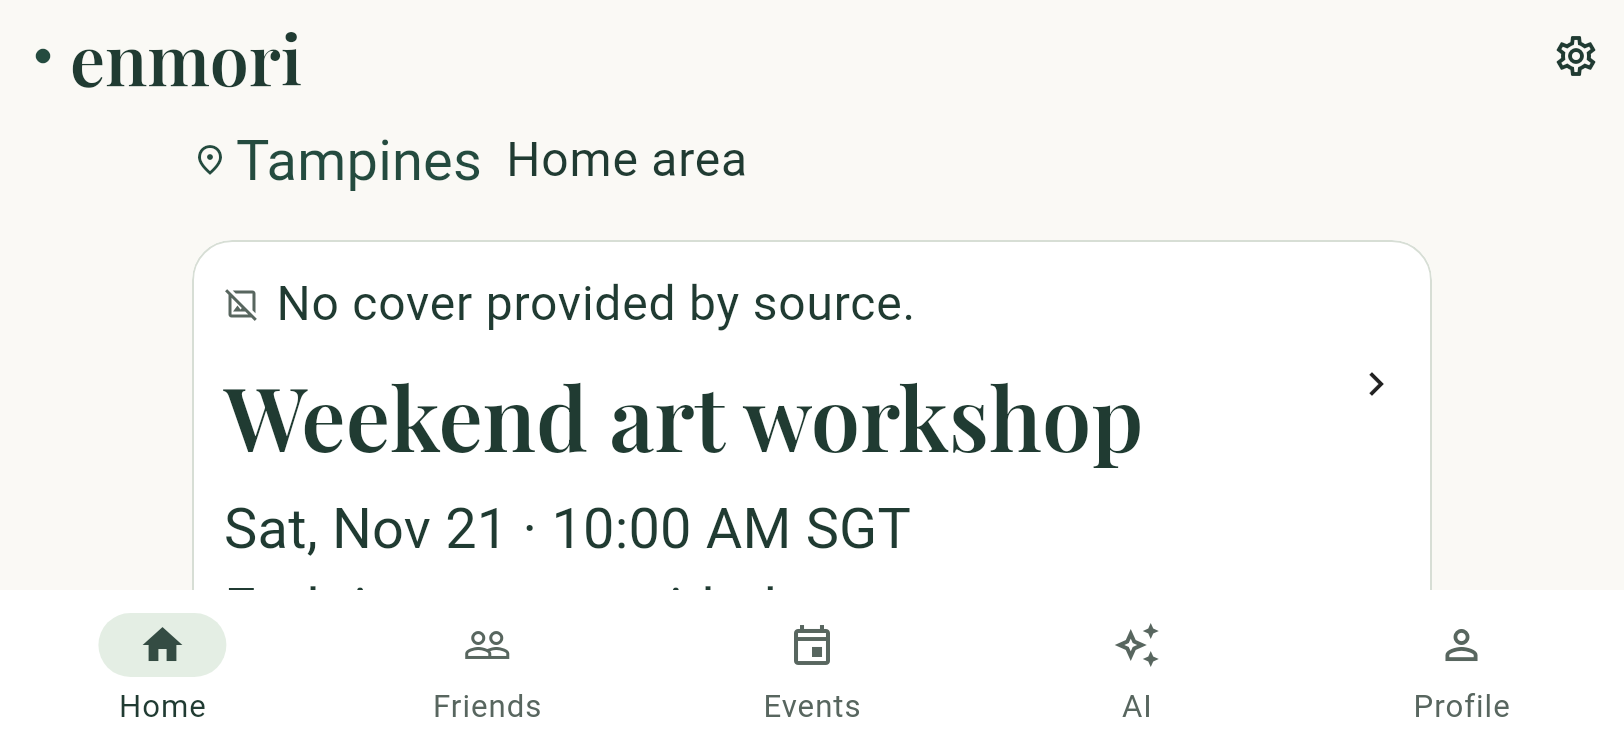 enmori
Tampines Home area
No cover provided by source.
Weekend art workshop
Sat, Nov 21 · 10:00 AM SGT
Home
Friends
Events
AI
Profile